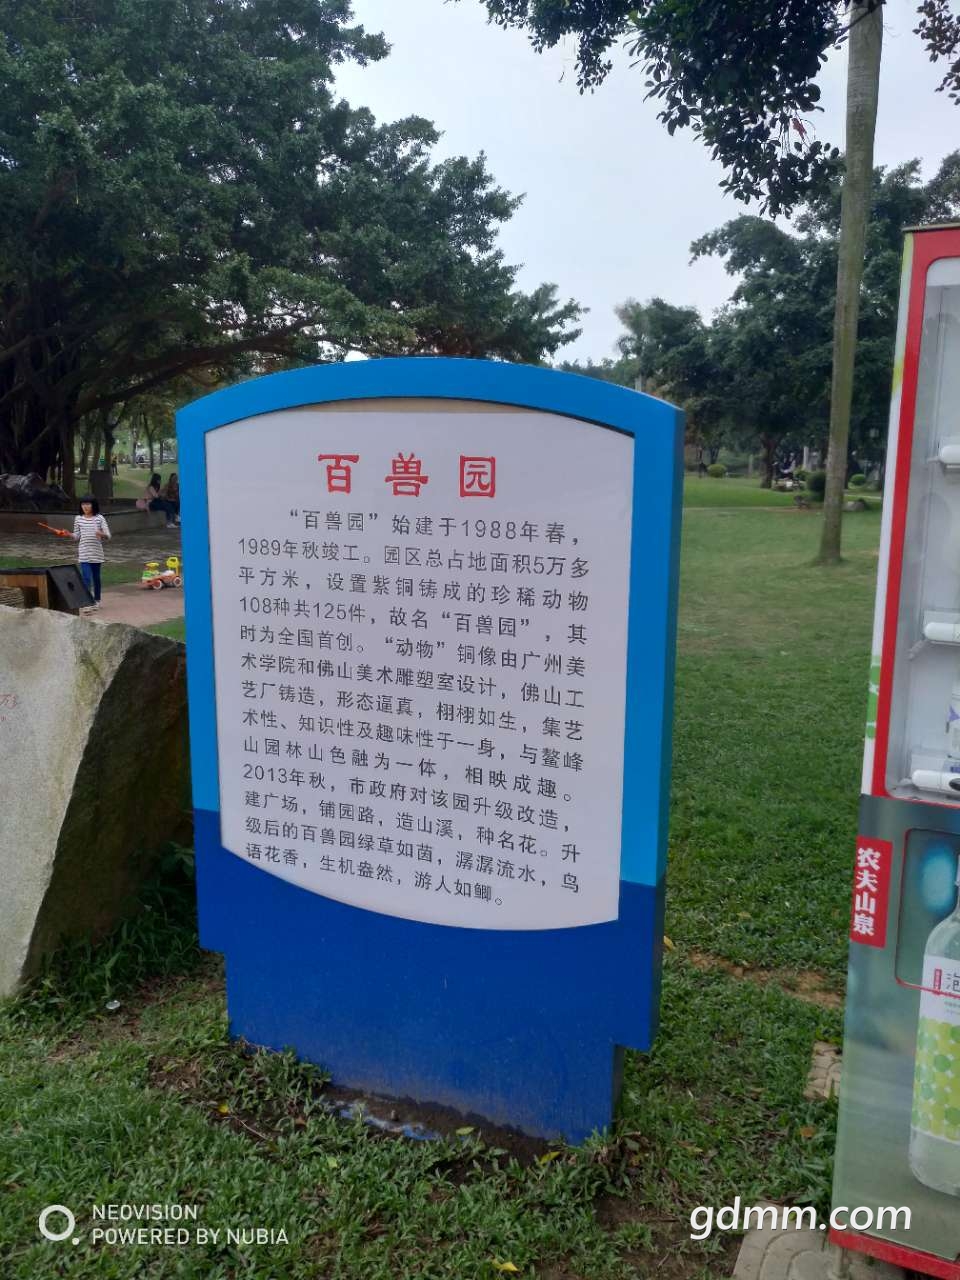 百兽园
“百兽园”始建于1988年春，
1989年秋竣工。园区总占地面积5万多
平方米，设置紫铜铸成的珍稀动物
108种共125件，故名“百兽园”，其
时为全国首创。“动物”铜像由广州美
术学院和佛山美术雕塑室设计，佛山工
艺厂铸造，形态逼真，栩栩如生，集艺
术性、知识性及趣味性于一身，与鳌峰
山园林山色融为一体，相映成趣。
2013年秋，市政府对该园升级改造，
建广场，铺园路，造山溪，种名花。升
级后的百兽园绿草如茵，潺潺流水，鸟
语花香，生机盎然，游人如鲫。
农夫山泉
泡
NEOVISION
POWERED BY NUBIA
gdmm.com